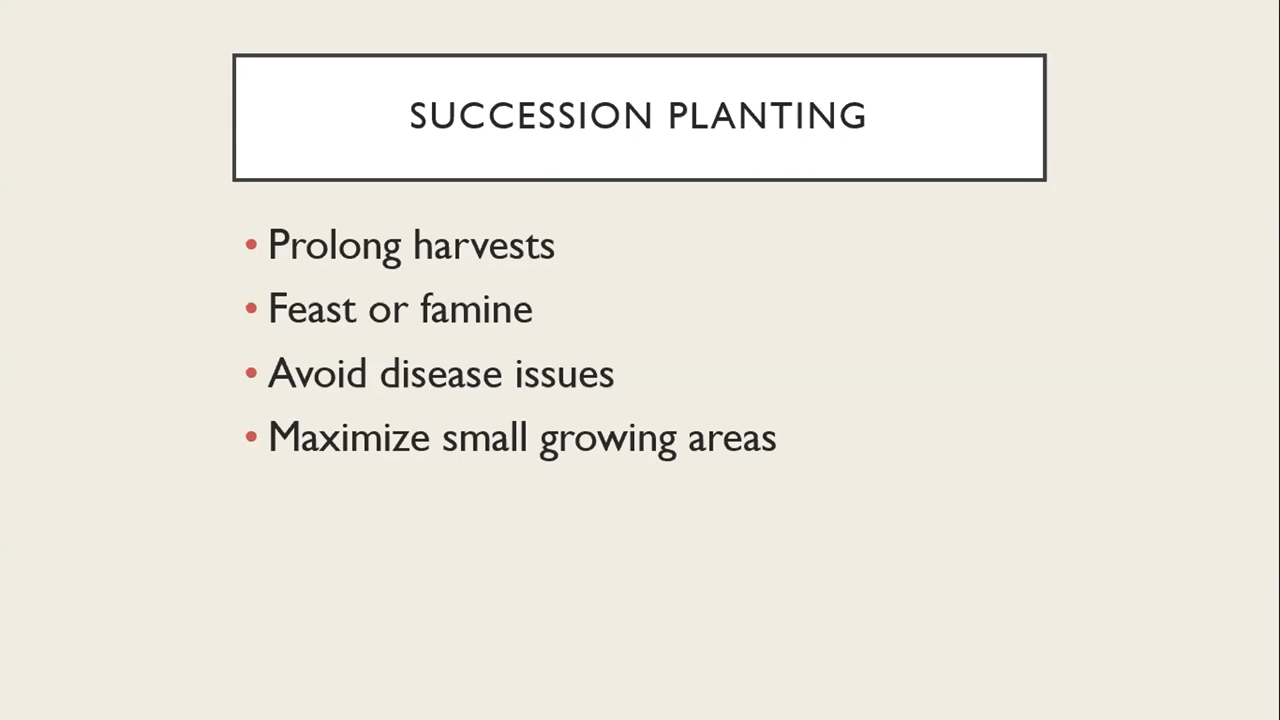 SUCCESSION PLANTING
• Prolong harvests
• Feast or famine
• Avoid disease issues
• Maximize small growing areas